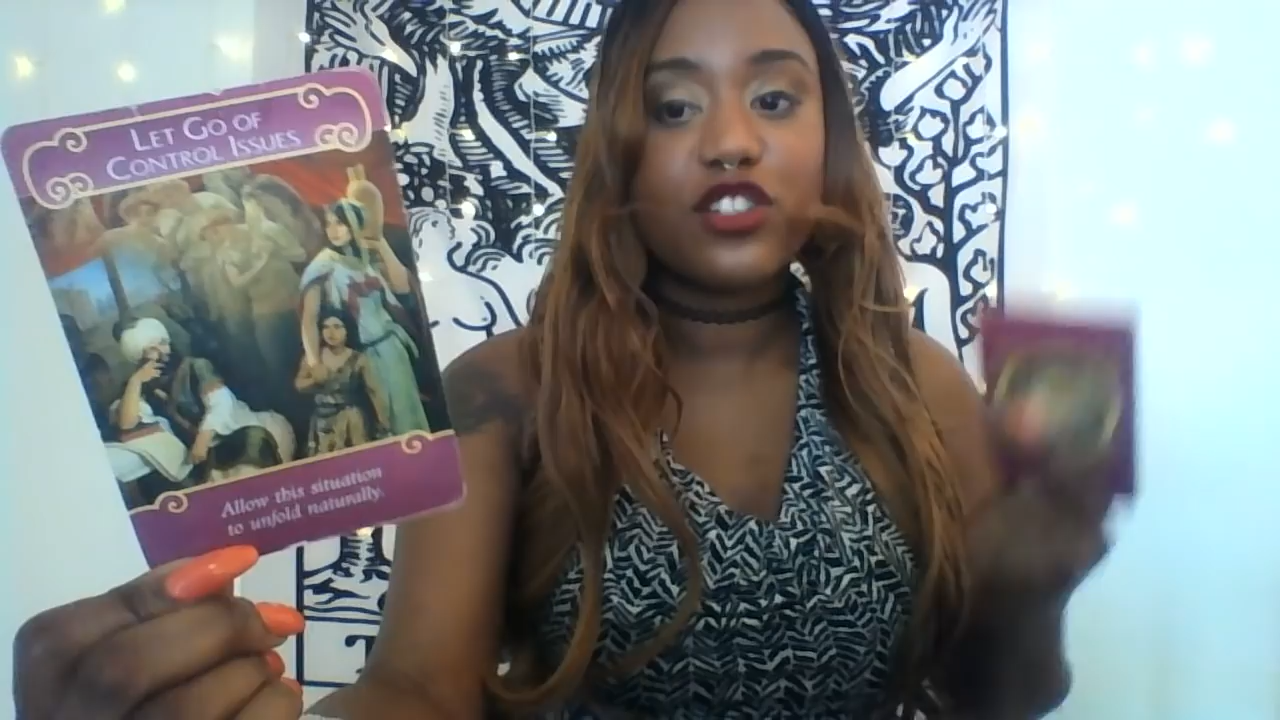 LET GO OF
CONTROL ISSUES
Allow this situation
to unfold naturally.